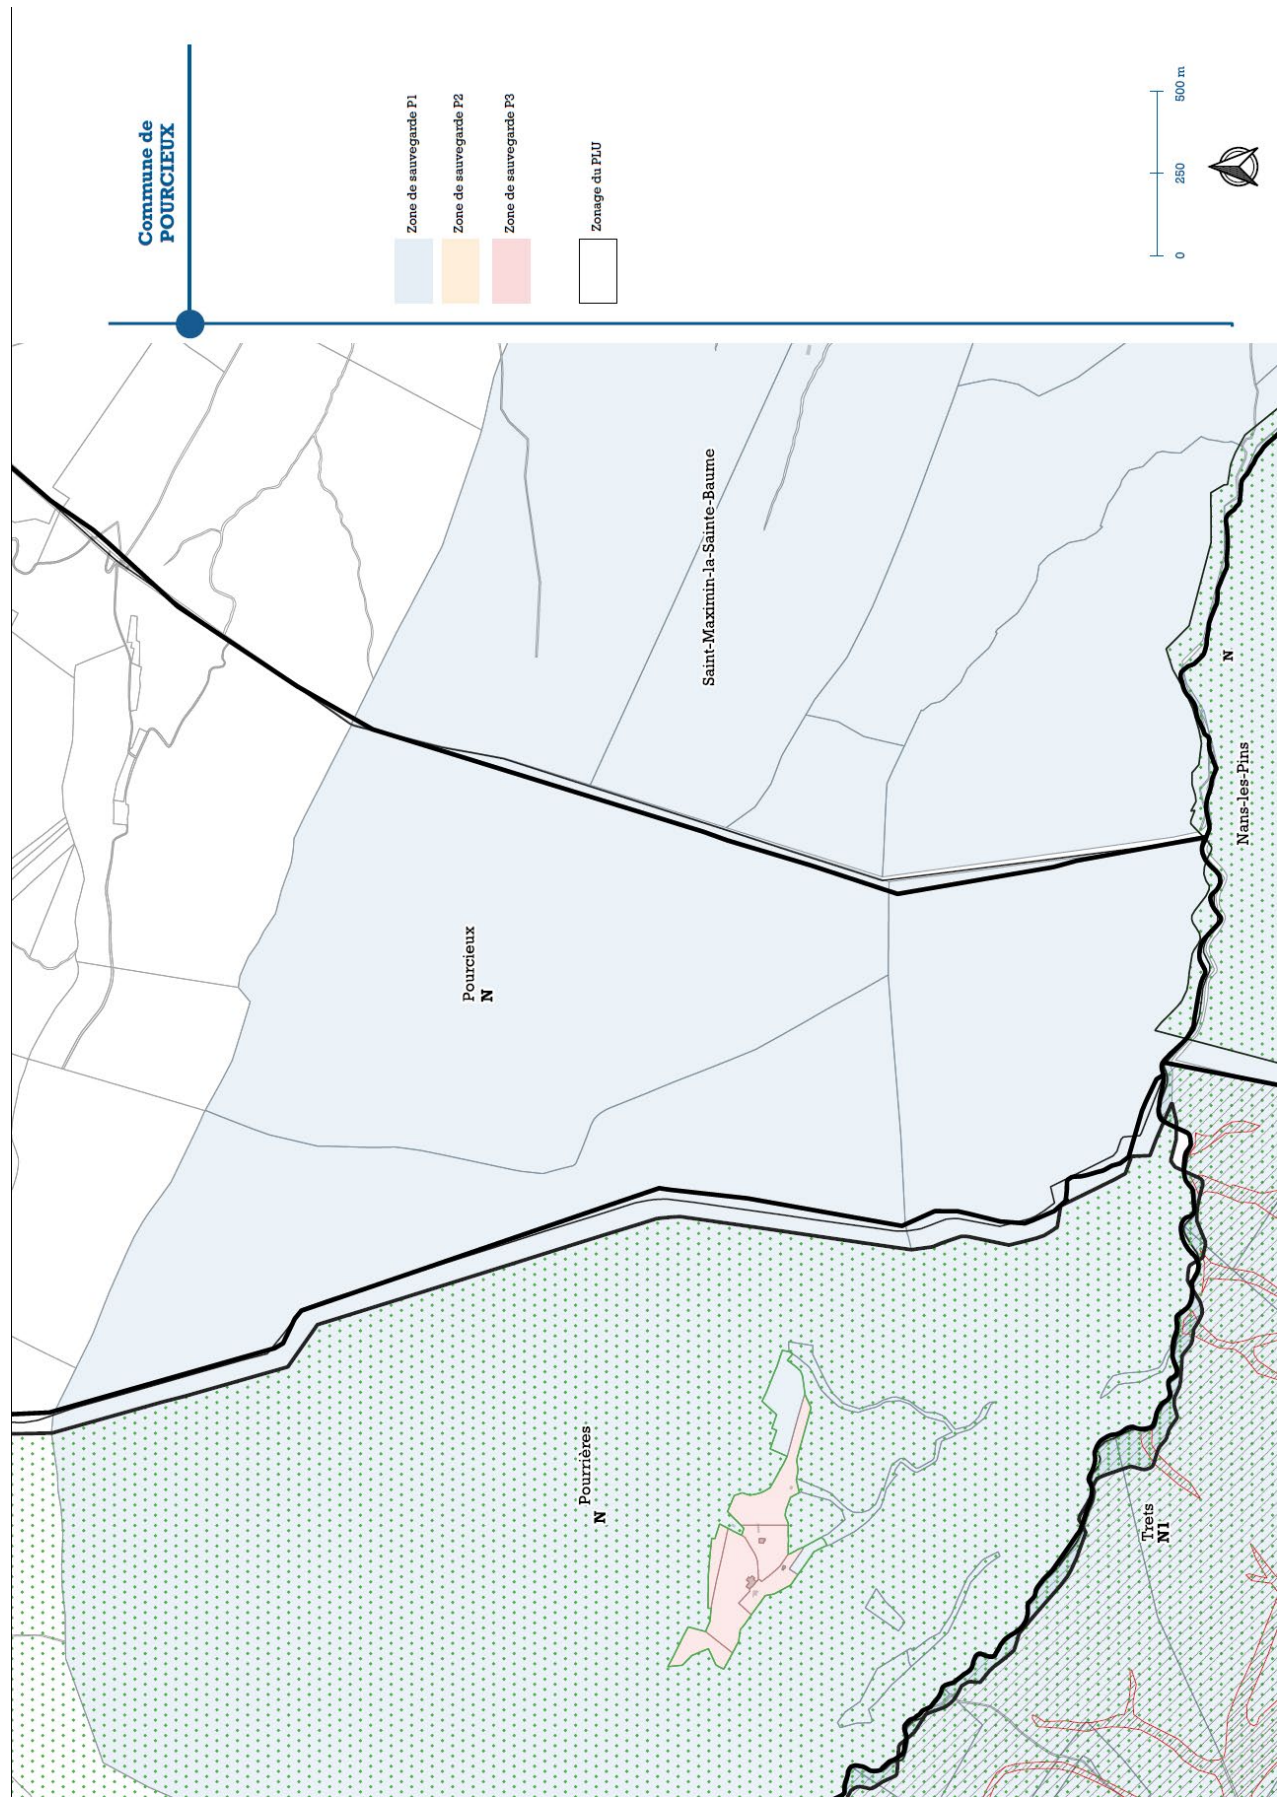 Commune de
POURCIEUX
Zone de sauvegarde P1
Zone de sauvegarde P2
Zone de sauvegarde P3
Zonage du PLU
0
250
500 m
Saint-Maximin-la-Sainte-Baume
Pourcieux
N
Nans-les-Pins
N
Pourrières
N
Trets
N1